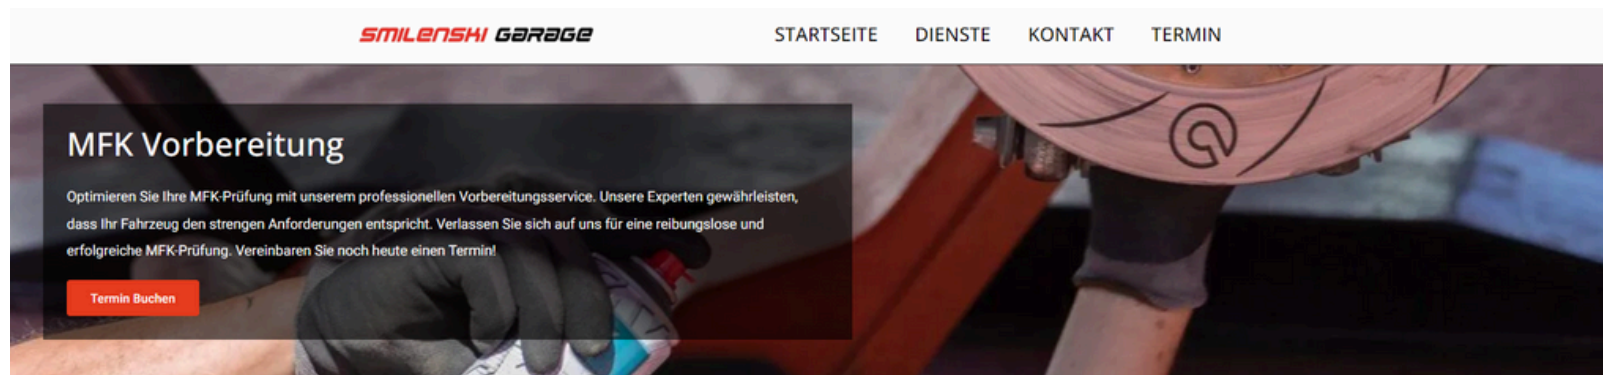 SMILENSKI GARAGE
STARTSEITE DIENSTE KONTAKT TERMIN
MFK Vorbereitung
Optimieren Sie Ihre MFK-Prüfung mit unserem professionellen Vorbereitungsservice. Unsere Experten gewährleisten,
dass Ihr Fahrzeug den strengen Anforderungen entspricht. Verlassen Sie sich auf uns für eine reibungslose und
erfolgreiche MFK-Prüfung. Vereinbaren Sie noch heute einen Termin!
Termin Buchen